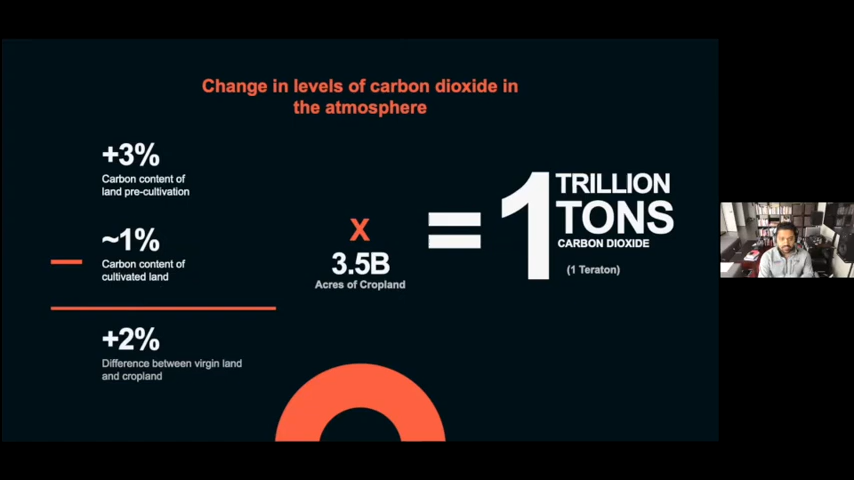 Change in levels of carbon dioxide in
the atmosphere
+3%
Carbon content of
land pre-cultivation
~1%
Carbon content of
cultivated land
+2%
Difference between virgin land
and cropland
X
3.5B
Acres of Cropland
=
1 TRILLION
TONS
CARBON DIOXIDE
(1 Teraton)